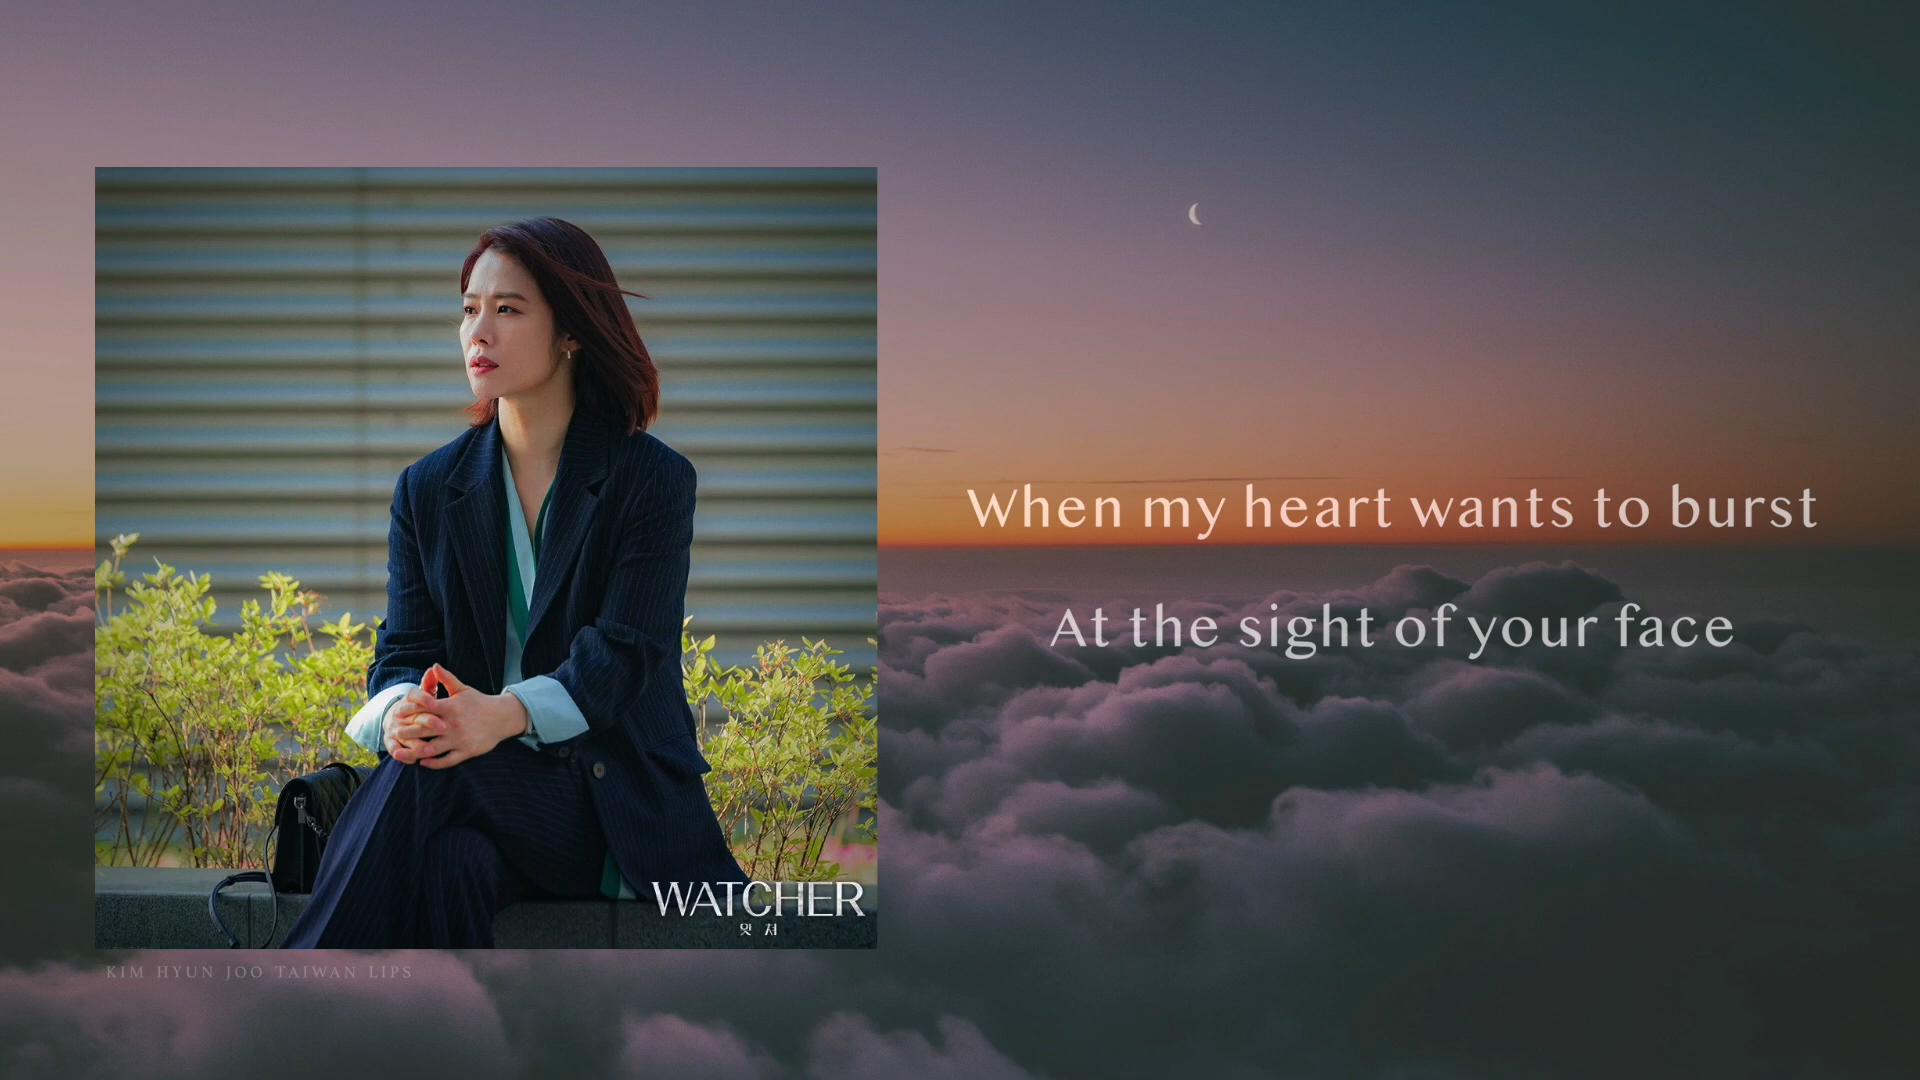 When my heart wants to burst
At the sight of your face
WATCHER
왓쳐
KIM HYUN JOO TAIWAN LIPS